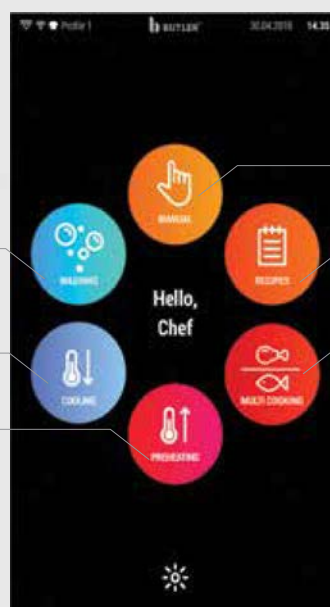 Profile 1 BUTLER 30.04.2018 14.35
MANUAL
WASHING
RECIPES
Hello,
Chef
COOLING
MULTI COOKING
PREHEATING